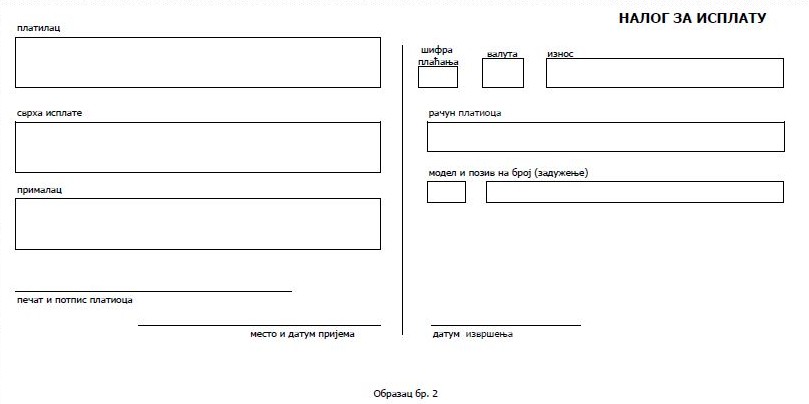 НАЛОГ ЗА ИСПЛАТУ
платилац
сврха исплате
прималац
печат и потпис платиоца
место и датум пријема
шифра
плаћања
валута
износ
рачун платиоца
модел и позив на број (задужење)
датум извршења
Образац бр. 2